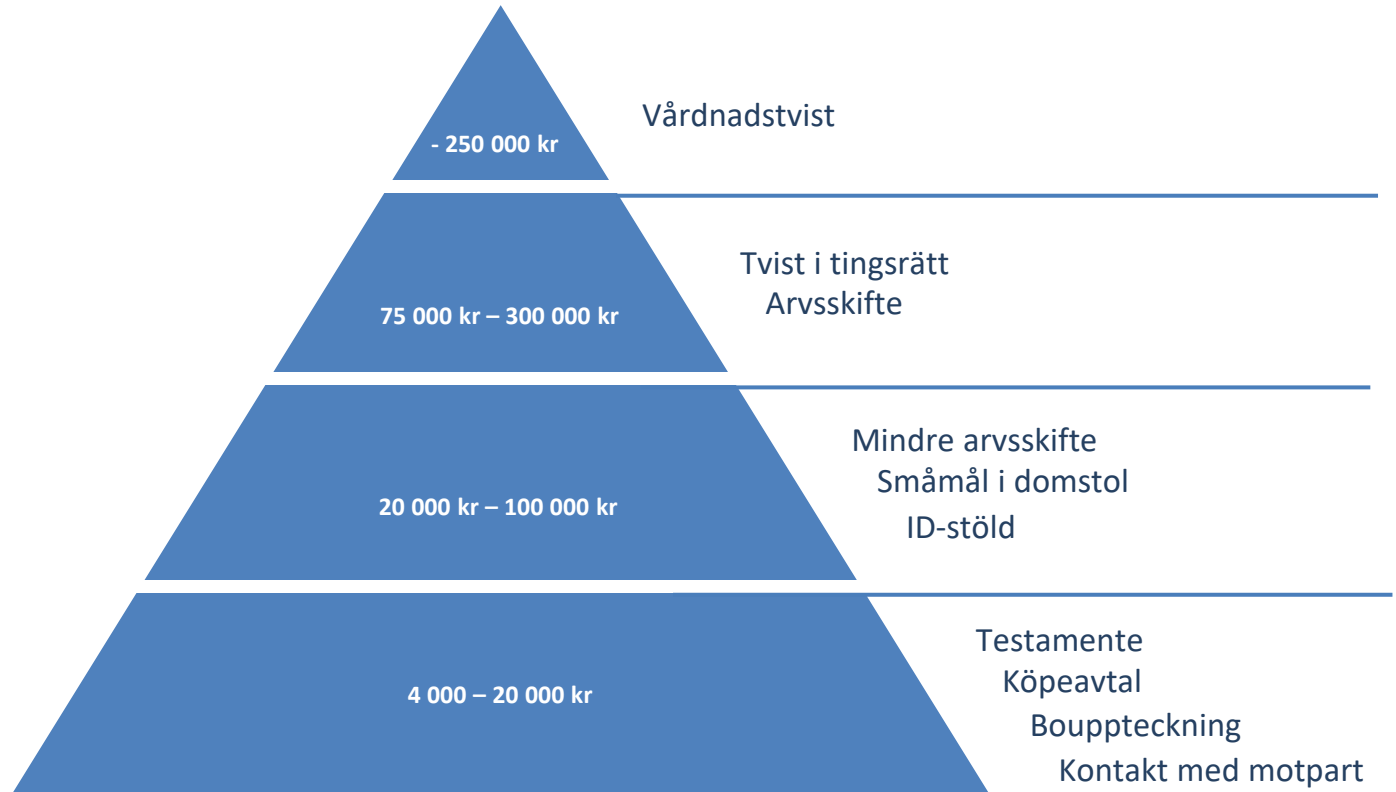 Vårdnadstvist
- 250 000 kr
Tvist i tingsrätt
Arvsskifte
75 000 kr – 300 000 kr
Mindre arvsskifte
Småmål i domstol
20 000 kr – 100 000 kr
ID-stöld
Testamente
Köpeavtal
4 000 – 20 000 kr
Bouppteckning
Kontakt med motpart